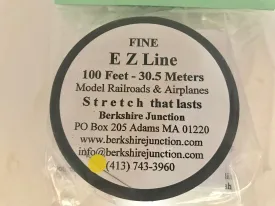 FINE
E Z Line
100 Feet - 30.5 Meters
Model Railroads & Airplanes
Stretch that lasts
Berkshire Junction
PO Box 205 Adams MA 01220
www.berkshirejunction.com
info@berkshirejunction.com
(413) 743-3960